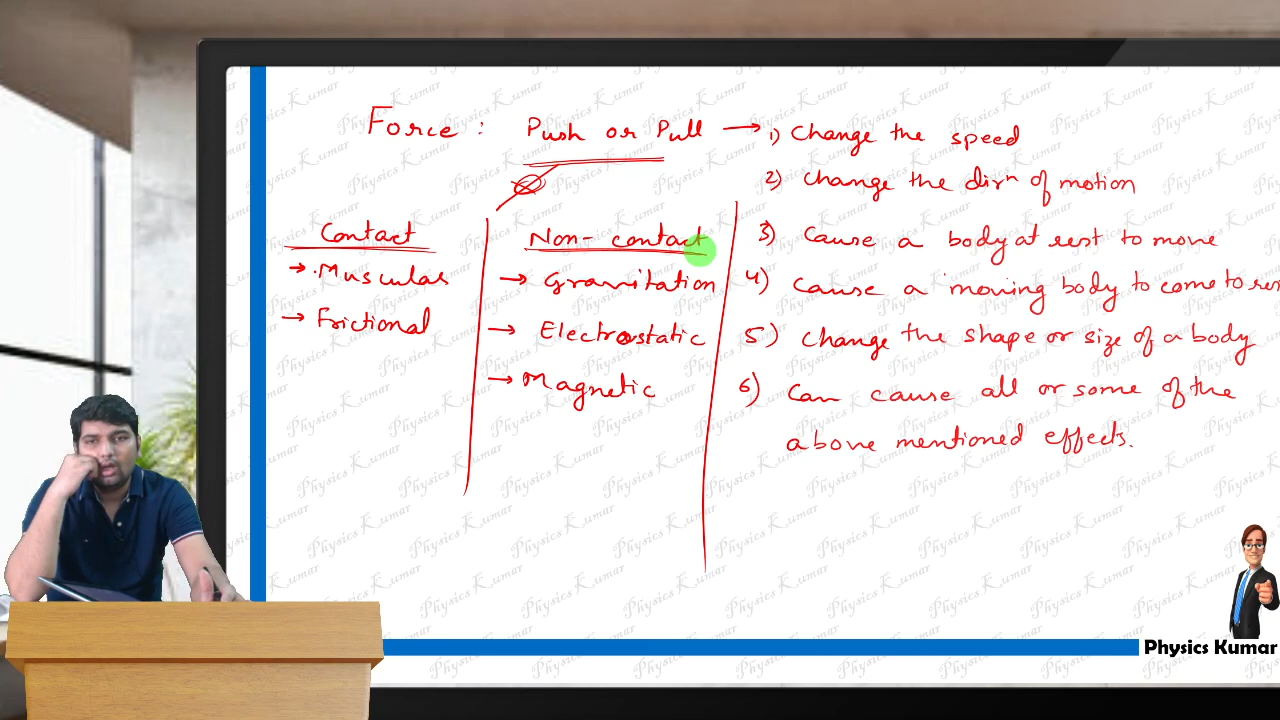 Force : Push or Pull → 1) Change the speed
2) Change the dirⁿ of motion
3) Cause a body at rest to move
4) Cause a moving body to come to res
5) Change the shape or size of a body
6) Can cause all or some of the
above mentioned effects.
Contact
→ Muscular
→ Frictional
Non-contact
→ Gravitation
→ Electrostatic
→ Magnetic
Physics Kumar